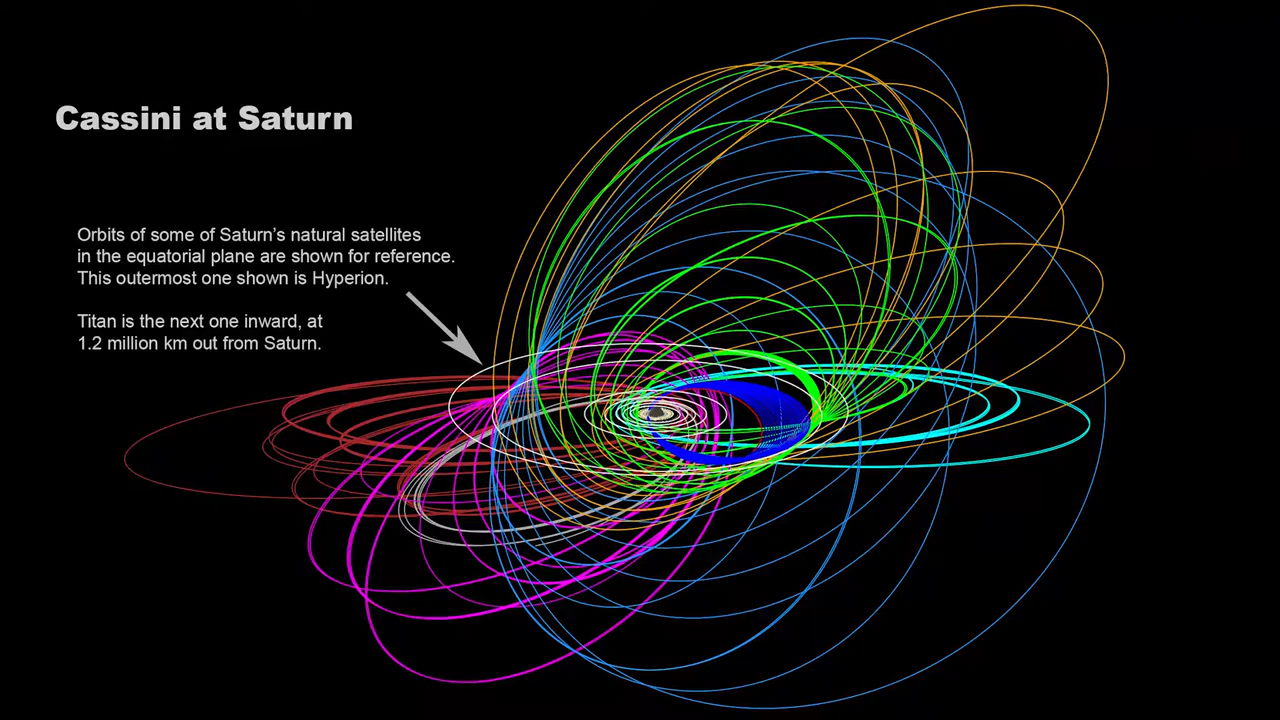 Cassini at Saturn
Orbits of some of Saturn’s natural satellites
in the equatorial plane are shown for reference.
This outermost one shown is Hyperion.
Titan is the next one inward, at
1.2 million km out from Saturn.